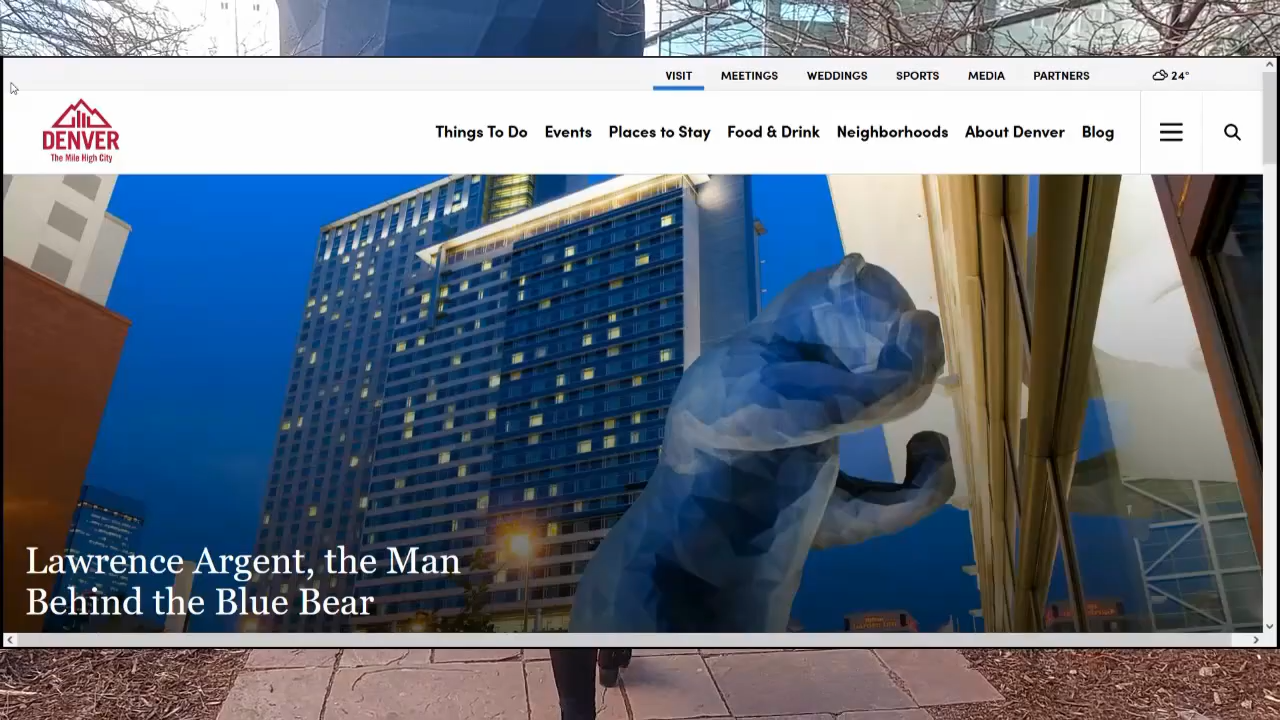 VISIT MEETINGS WEDDINGS SPORTS MEDIA PARTNERS 24°
DENVER
The Mile High City
Things To Do Events Places to Stay Food & Drink Neighborhoods About Denver Blog
Lawrence Argent, the Man
Behind the Blue Bear